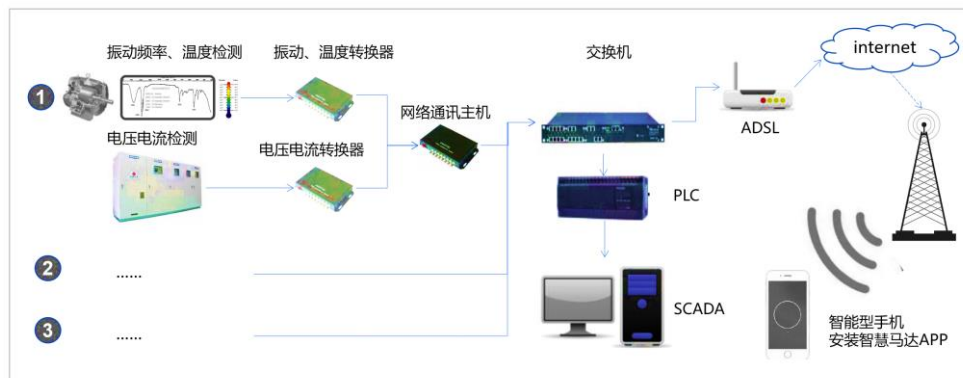 振动频率、温度检测
振动、温度转换器
交换机
internet
1
网络通讯主机
ADSL
电压电流检测
电压电流转换器
PLC
2
......
SCADA
3
......
智能型手机
安装智慧马达APP